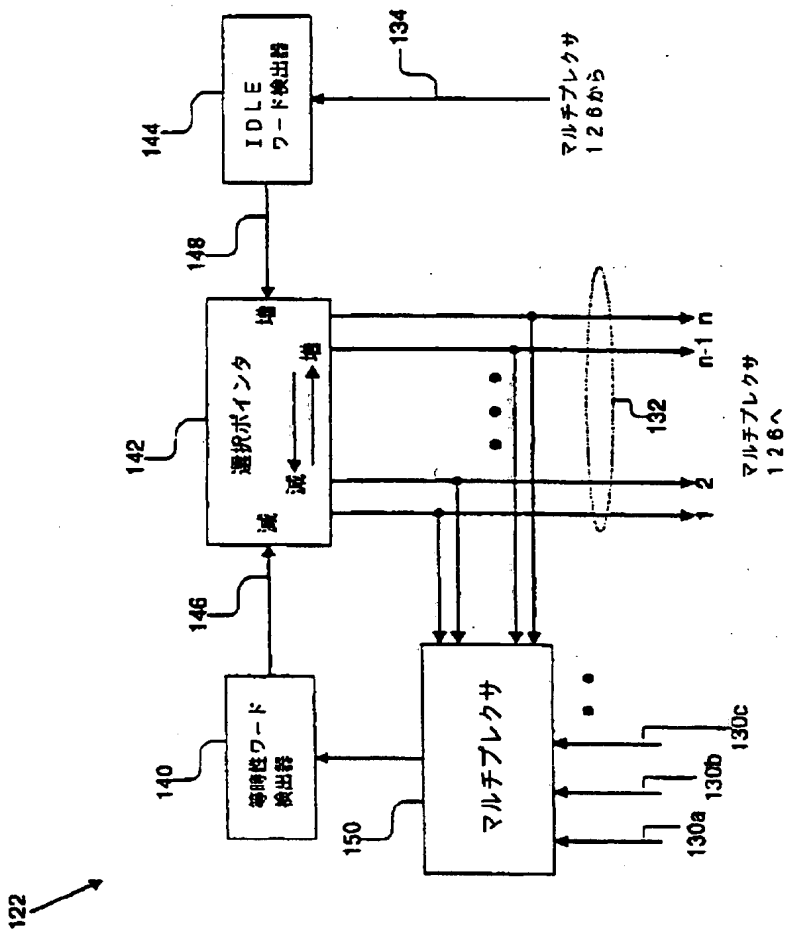 122
140
等時性ワード
検出器
146
142
選択ポインタ
減
増
減
増
148
144
IDLE
ワード検出器
134
マルチプレクサ
126から
150
マルチプレクサ
130a
130b
130c
1
2
n-1
n
132
マルチプレクサ
126へ